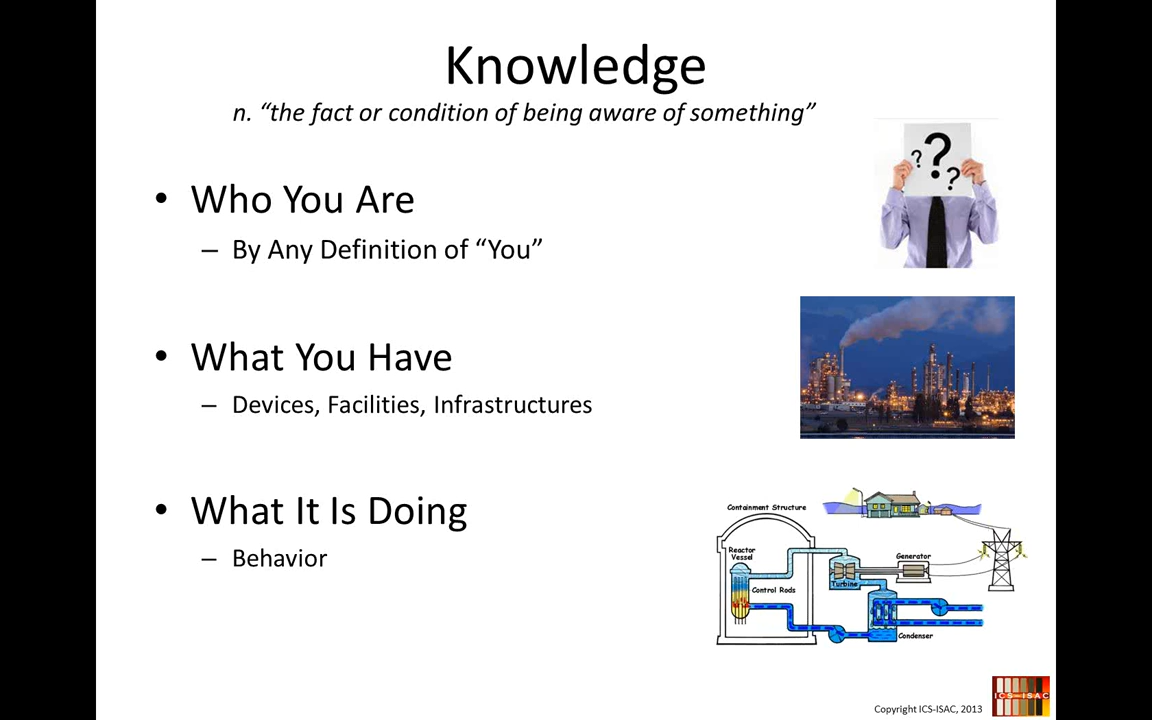 Knowledge
n. “the fact or condition of being aware of something”
• Who You Are
– By Any Definition of “You”
• What You Have
– Devices, Facilities, Infrastructures
• What It Is Doing
– Behavior
? ? ?
Containment Structure
Reactor
Vessel
Control Rods
Turbine
Generator
Condenser
Copyright ICS-ISAC, 2013
ICS-ISAC